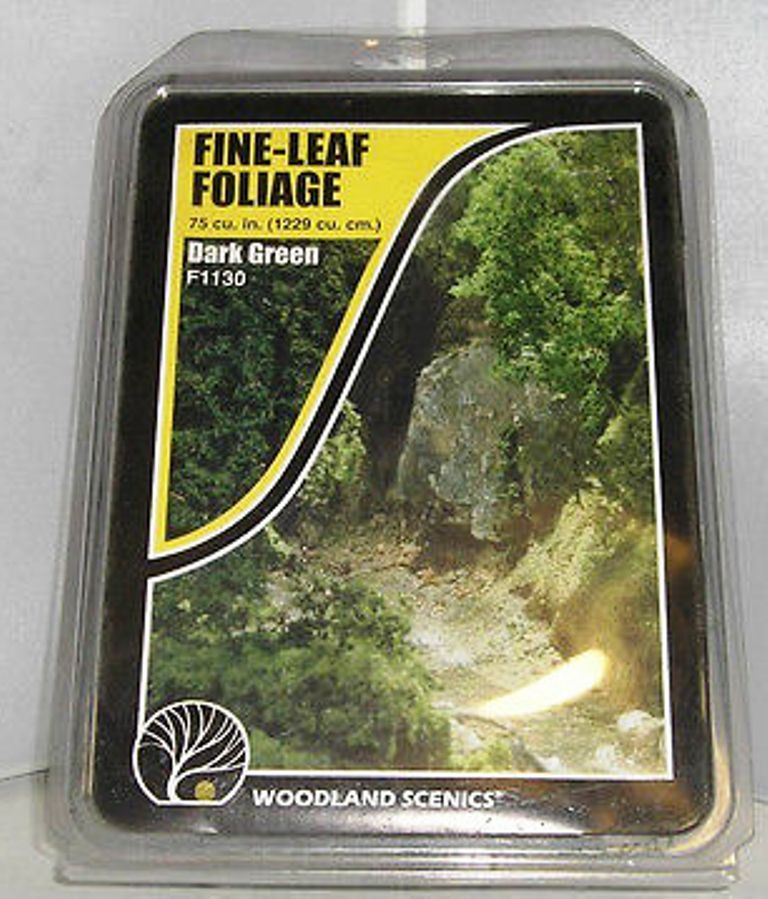 FINE-LEAF
FOLIAGE
75 cu. in. (1229 cu. cm.)
Dark Green
F1130
WOODLAND SCENICS®